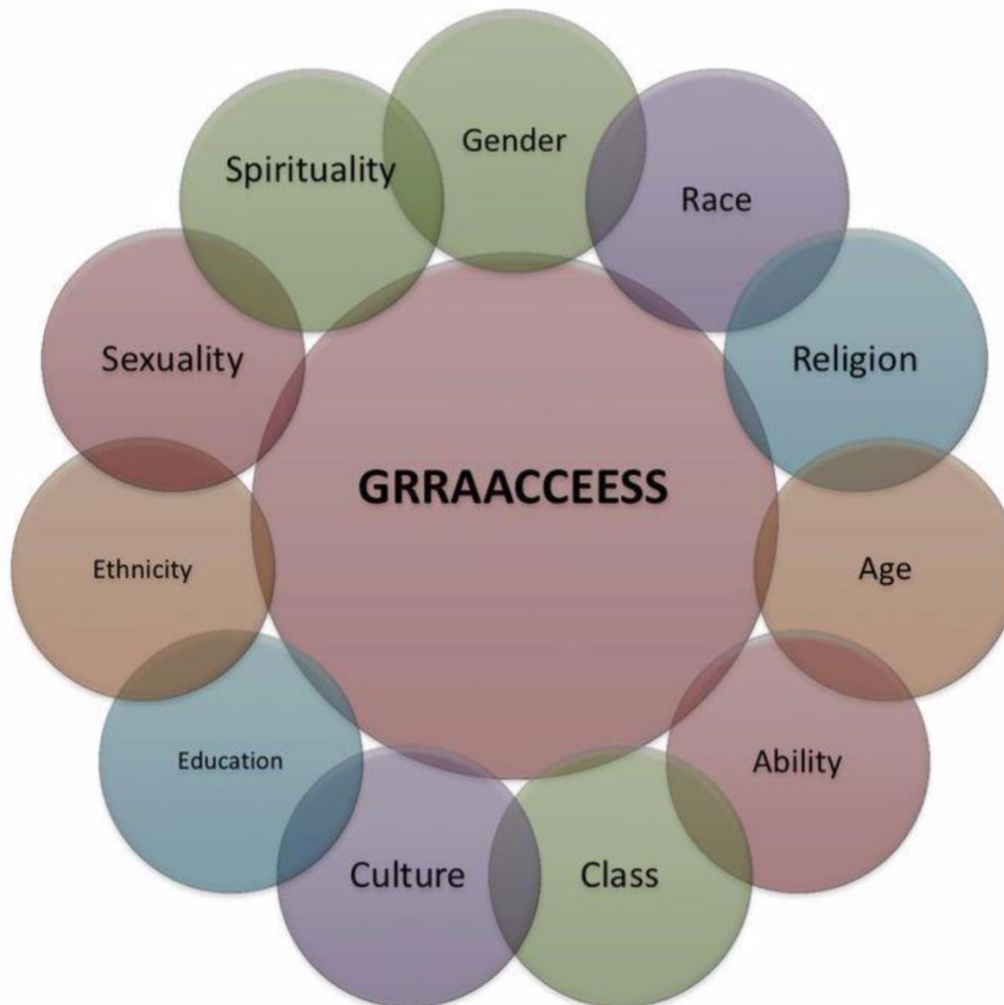 Gender
Race
Religion
Age
Ability
Class
Culture
Education
Ethnicity
Sexuality
Spirituality
GRRAACCEESS